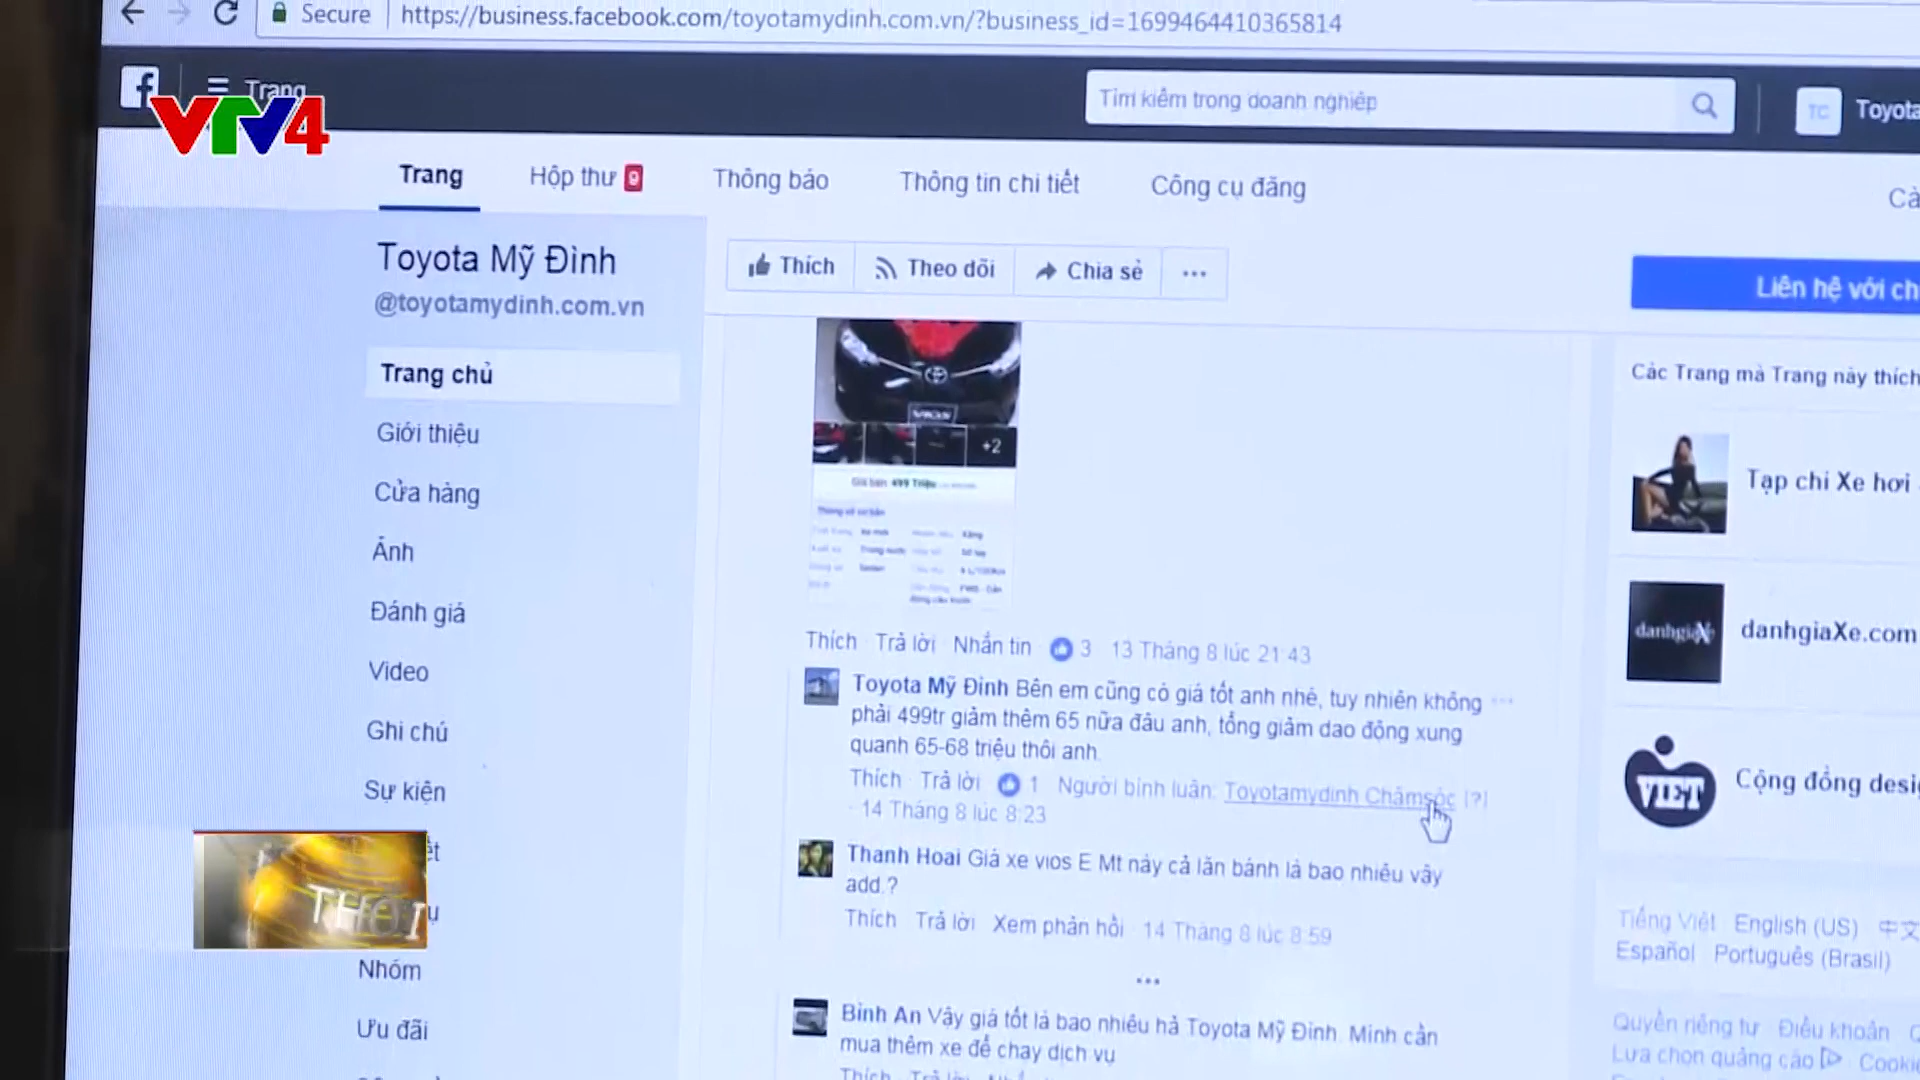 Secure
https://business.facebook.com/toyotamydinh.com.vn/?business_id=1699464410365814
f
Trang
Tìm kiếm trong doanh nghiệp
TC
Toyota
VTV4
Trang
Hộp thư 9
Thông báo
Thông tin chi tiết
Công cụ đăng
Toyota Mỹ Đình
@toyotamydinh.com.vn
Thích
Theo dõi
Chia sẻ
...
Liên hệ với ch
Trang chủ
Giới thiệu
Cửa hàng
Ảnh
Đánh giá
Video
Ghi chú
Sự kiện
Nhóm
Ưu đãi
THỜI
+2
Giá bán 499 Triệu
Thích · Trả lời · Nhắn tin · 3 · 13 Tháng 8 lúc 21:43
Toyota Mỹ Đình Bên em cũng có giá tốt anh nhé, tuy nhiên không
phải 499tr giảm thêm 65 nữa đâu anh, tổng giảm dao động xung
quanh 65-68 triệu thôi anh.
Thích · Trả lời · 1 · Người bình luận: Toyotamydinh Chămsóc [?]
· 14 Tháng 8 lúc 8:23
Thanh Hoai Giá xe vios E Mt này cả lăn bánh là bao nhiêu vậy
add.?
Thích · Trả lời · Xem phản hồi · 14 Tháng 8 lúc 8:59
...
Bình An Vậy giá tốt là bao nhiêu hả Toyota Mỹ Đình. Mình cần
mua thêm xe để chạy dịch vụ
Thích · Trả lời
Các Trang mà Trang này thích
Tạp chí Xe hơi
danhgiaXe
danhgiaXe.com
VIET
Cộng đồng desi
Tiếng Việt · English (US) · 中文
Español · Português (Brasil)
Quyền riêng tư · Điều khoản
Lựa chọn quảng cáo · Cookie